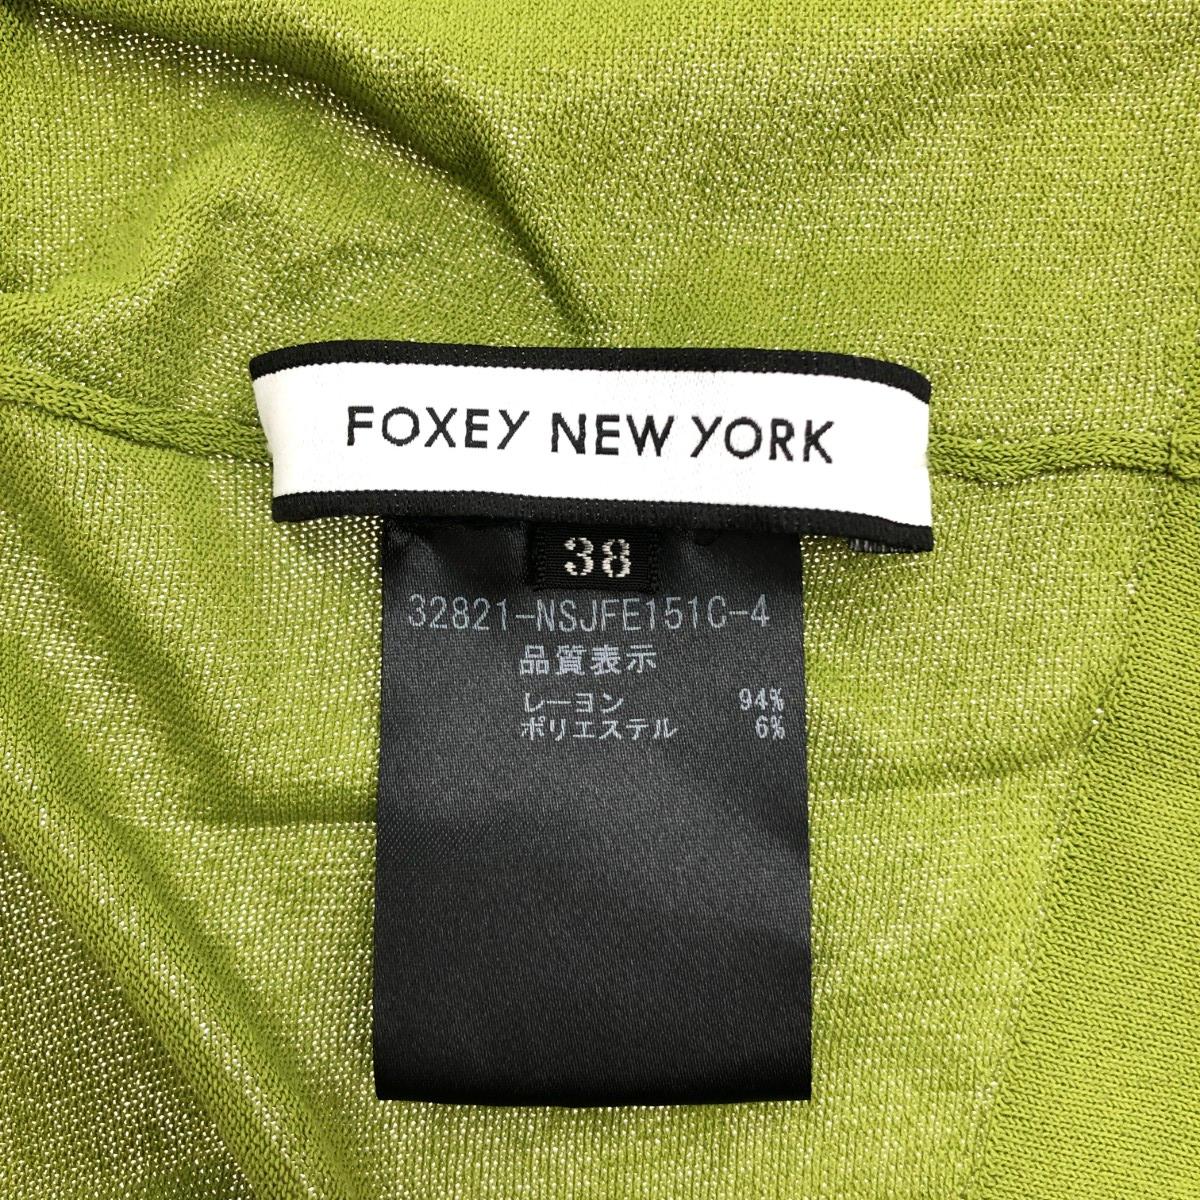 FOXEY NEW YORK
38
32821-NSJFE151C-4
品質表示
レーヨン 94%
ポリエステル 6%